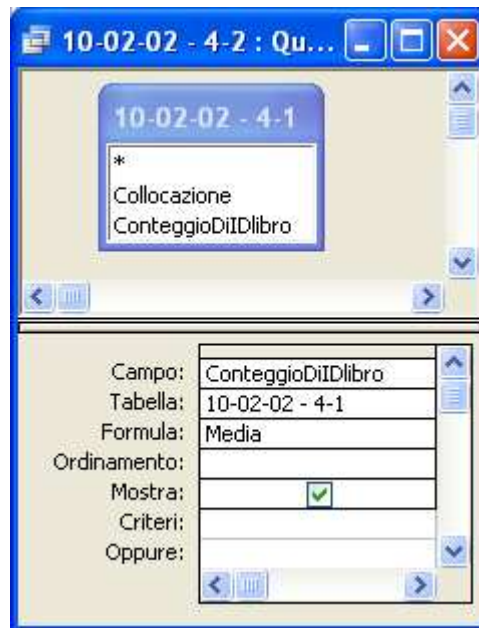 10-02-02 - 4-2 : Qu...
10-02-02 - 4-1
*
Collocazione
ConteggioDiIDlibro
Campo: ConteggioDiIDlibro
Tabella: 10-02-02 - 4-1
Formula: Media
Ordinamento:
Mostra:
Criteri:
Oppure: